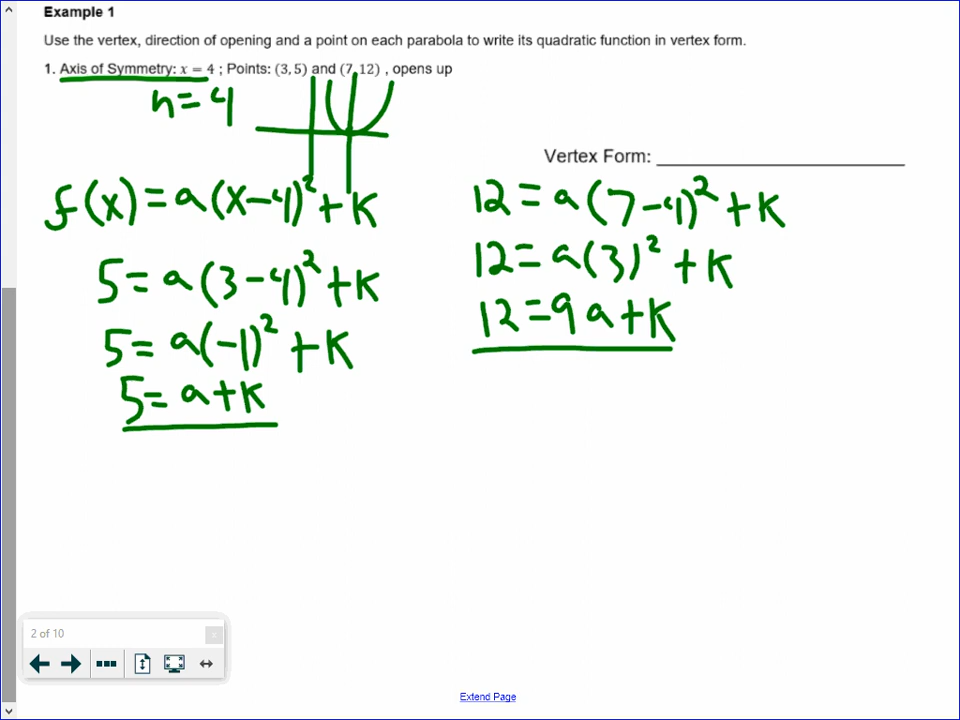 Example 1
Use the vertex, direction of opening and a point on each parabola to write its quadratic function in vertex form.
1. Axis of Symmetry: x = 4 ; Points: (3, 5) and (7, 12) , opens up
h = 4
Vertex Form: ____________________
f(x) = a(x-4)² + k
5 = a(3-4)² + k
5 = a(-1)² + k
5 = a + k
12 = a(7-4)² + k
12 = a(3)² + k
12 = 9a + k
2 of 10
Extend Page